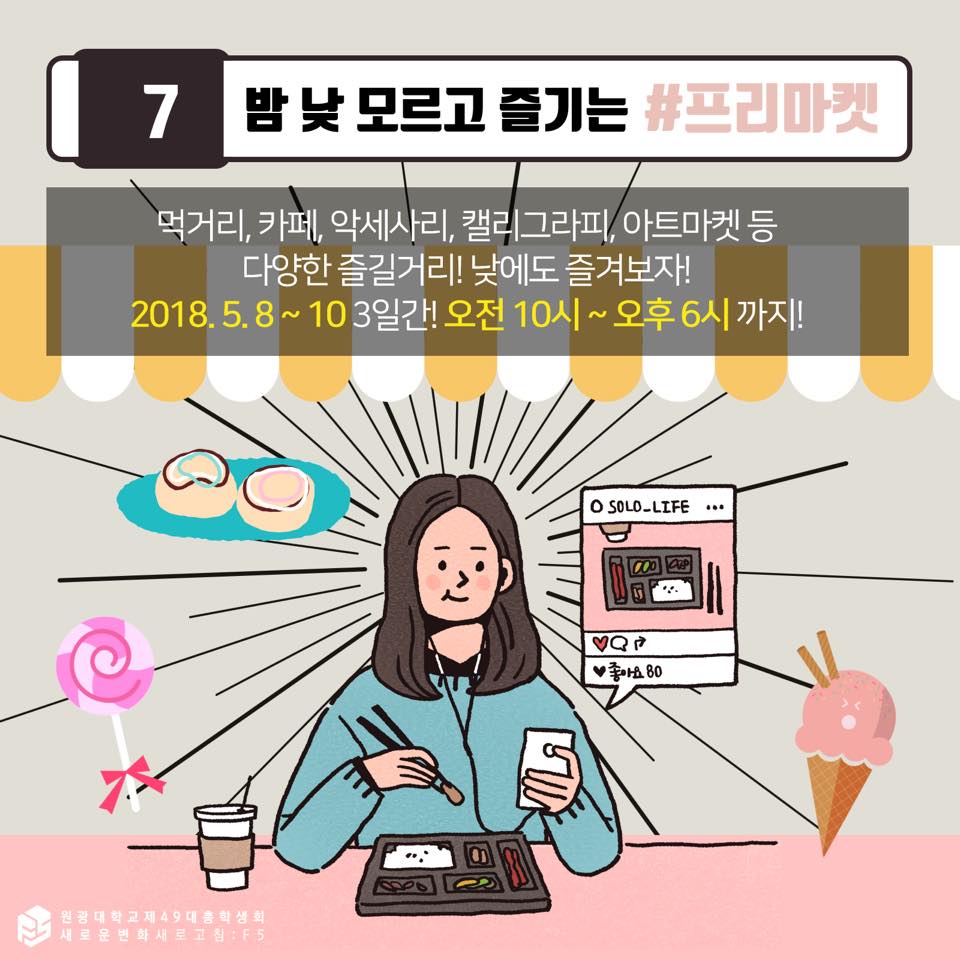 7
밤 낮 모르고 즐기는 #프리마켓
먹거리, 카페, 악세사리, 캘리그라피, 아트마켓 등
다양한 즐길거리! 낮에도 즐겨보자!
2018. 5. 8 ~ 10 3일간! 오전 10시 ~ 오후 6시 까지!
SOLO_LIFE
좋아요 80
원광대학교제49대총학생회
새로운변화새로고침:F5